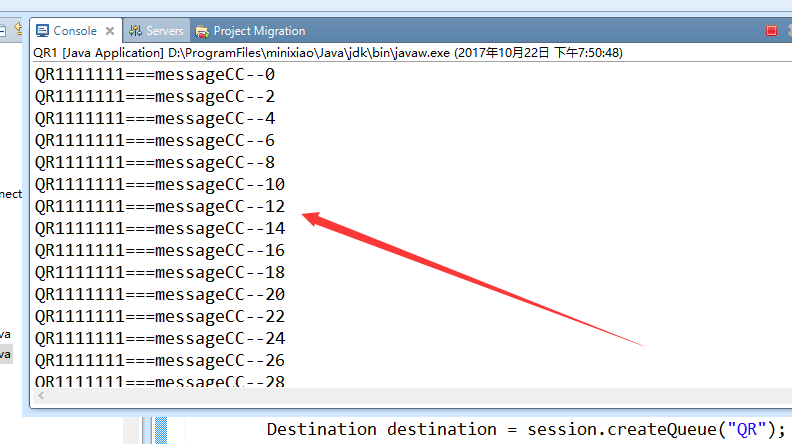 Console Servers Project Migration
QR1 [Java Application] D:\ProgramFiles\minixiao\Java\jdk\bin\javaw.exe (2017年10月22日 下午7:50:48)
QR1111111===messageCC--0
QR1111111===messageCC--2
QR1111111===messageCC--4
QR1111111===messageCC--6
QR1111111===messageCC--8
QR1111111===messageCC--10
nect
QR1111111===messageCC--12
QR1111111===messageCC--14
QR1111111===messageCC--16
QR1111111===messageCC--18
QR1111111===messageCC--20
QR1111111===messageCC--22
va
QR1111111===messageCC--24
va
QR1111111===messageCC--26
QR1111111===messageCC--28
Destination destination = session.createQueue("QR");